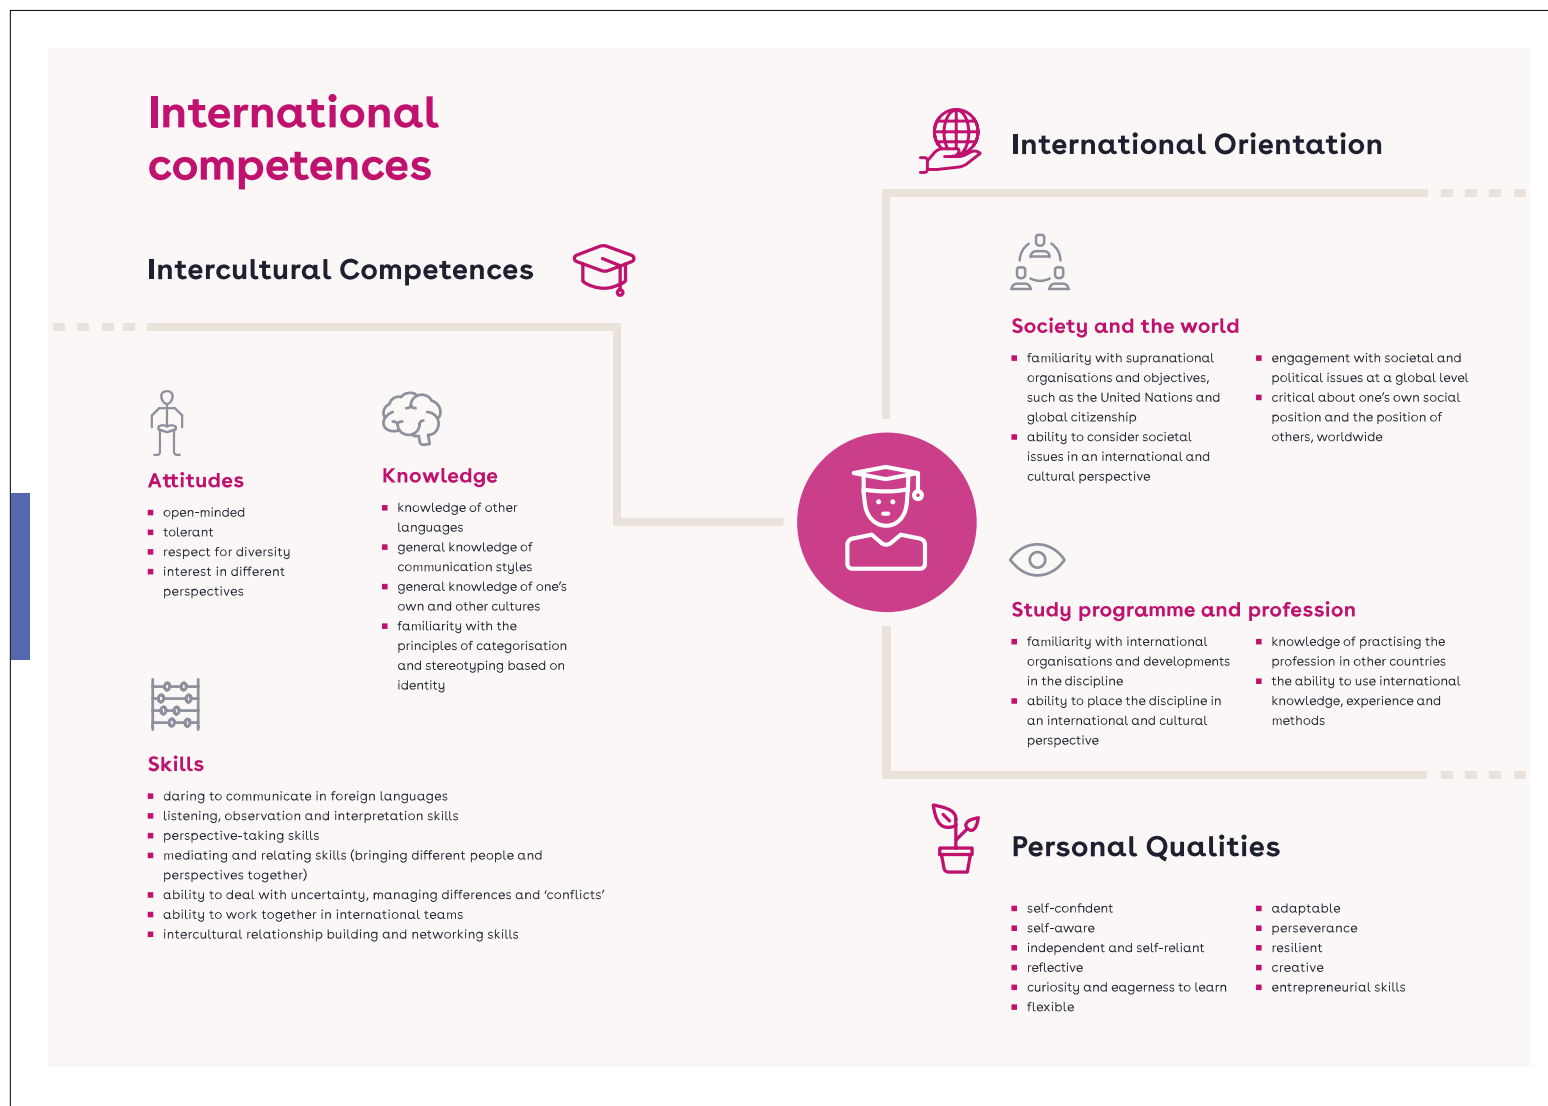 International
competences
Intercultural Competences
Attitudes
open-minded
tolerant
respect for diversity
interest in different
perspectives
Knowledge
knowledge of other
languages
general knowledge of
communication styles
general knowledge of one’s
own and other cultures
familiarity with the
principles of categorisation
and stereotyping based on
identity
Skills
daring to communicate in foreign languages
listening, observation and interpretation skills
perspective-taking skills
mediating and relating skills (bringing different people and
perspectives together)
ability to deal with uncertainty, managing differences and ‘conflicts’
ability to work together in international teams
intercultural relationship building and networking skills
International Orientation
Society and the world
familiarity with supranational
organisations and objectives,
such as the United Nations and
global citizenship
ability to consider societal
issues in an international and
cultural perspective
engagement with societal and
political issues at a global level
critical about one’s own social
position and the position of
others, worldwide
Study programme and profession
familiarity with international
organisations and developments
in the discipline
ability to place the discipline in
an international and cultural
perspective
knowledge of practising the
profession in other countries
the ability to use international
knowledge, experience and
methods
Personal Qualities
self-confident
self-aware
independent and self-reliant
reflective
curiosity and eagerness to learn
flexible
adaptable
perseverance
resilient
creative
entrepreneurial skills